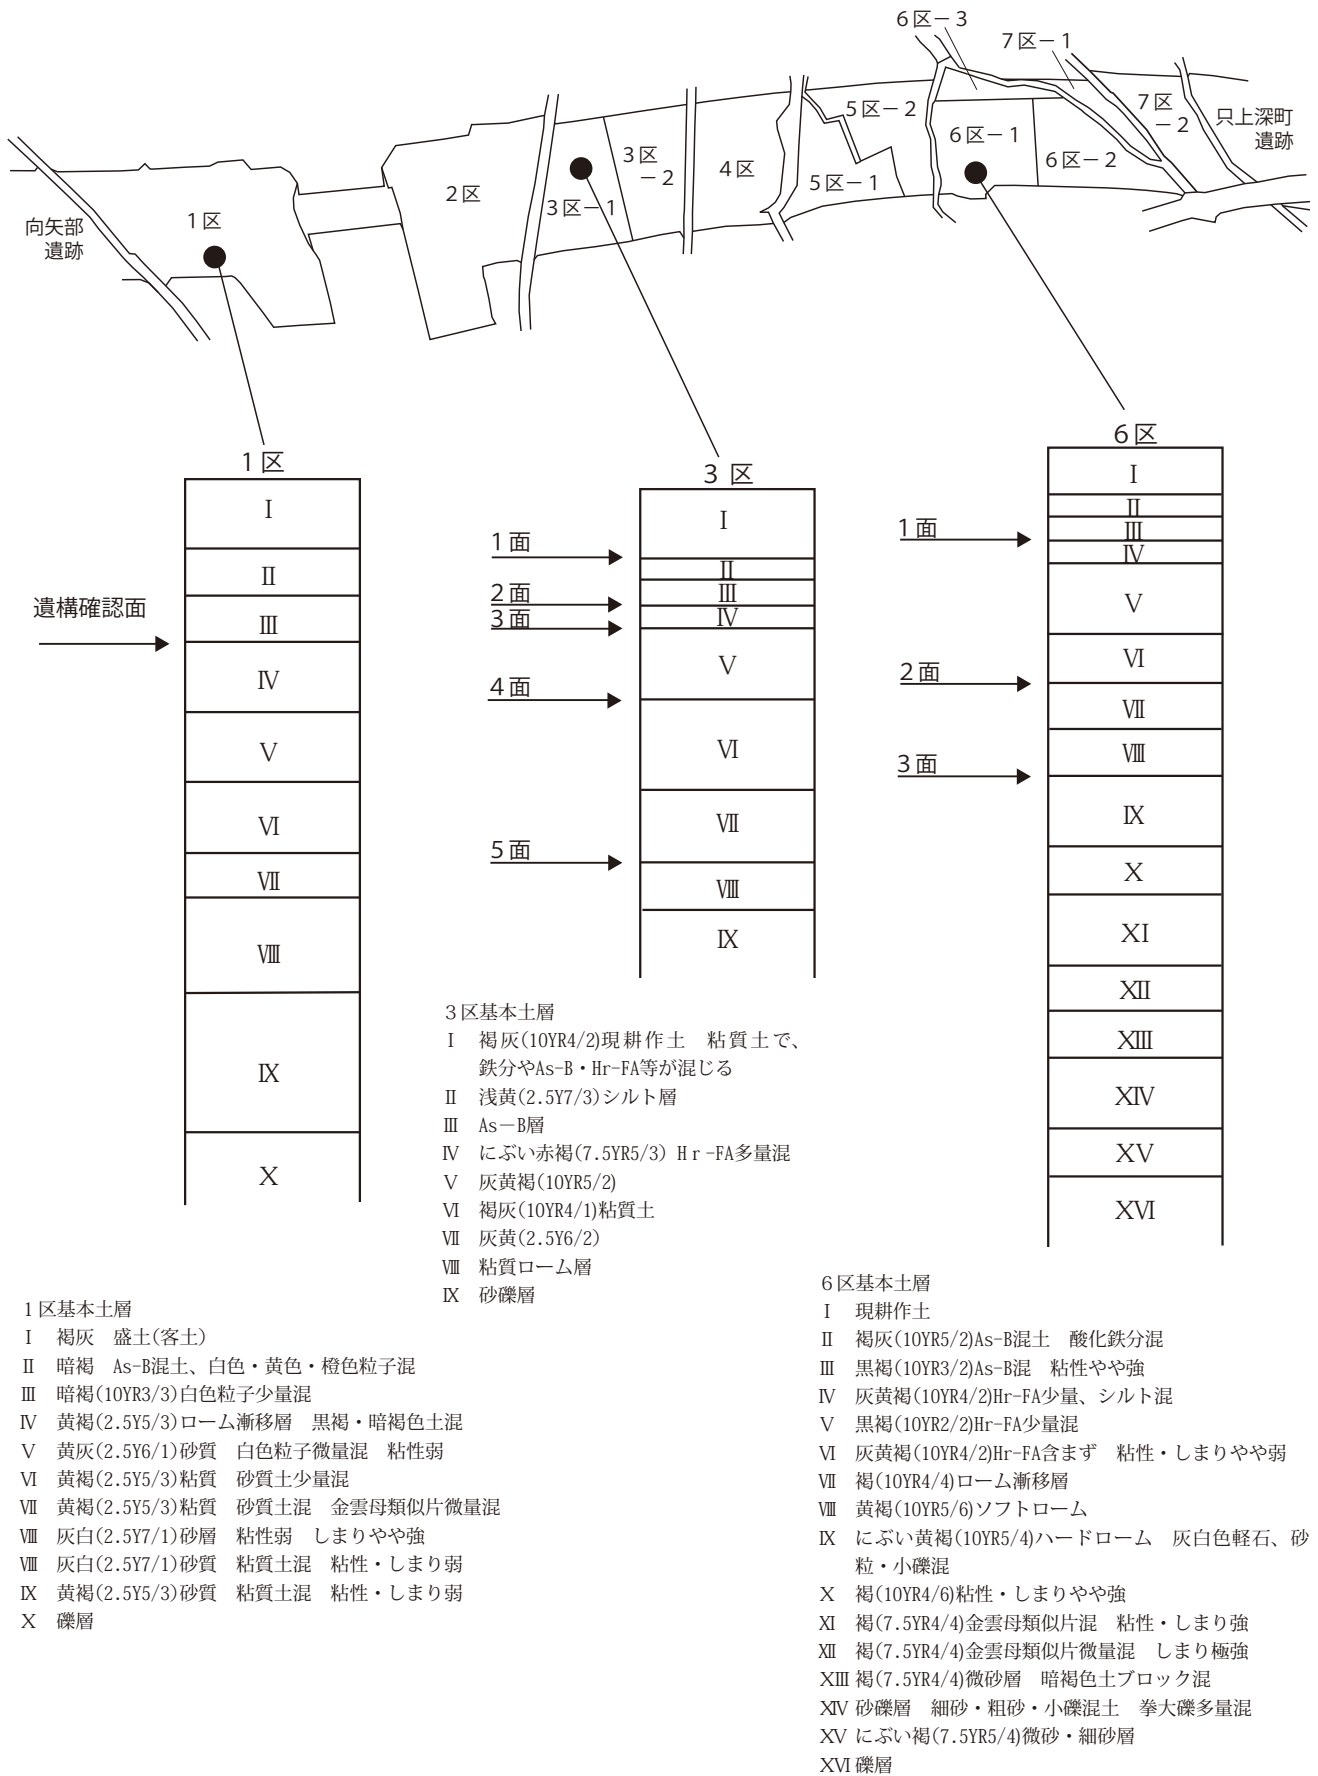 6区－3
7区－1
5区－2
7区
－2
只上深町
遺跡
6区－1
3区
－2
6区－2
4区
5区－1
2区
3区－1
1区
向矢部
遺跡
1区
Ⅰ
Ⅱ
Ⅲ
Ⅳ
Ⅴ
Ⅵ
Ⅶ
Ⅷ
Ⅸ
Ⅹ
遺構確認面
3 区
Ⅰ
Ⅱ
Ⅲ
Ⅳ
Ⅴ
Ⅵ
Ⅶ
Ⅷ
Ⅸ
1面
2面
3面
4面
5面
6区
Ⅰ
Ⅱ
Ⅲ
Ⅳ
Ⅴ
Ⅵ
Ⅶ
Ⅷ
Ⅸ
Ⅹ
Ⅺ
Ⅻ
ⅩⅢ
ⅩⅣ
ⅩⅤ
ⅩⅥ
1面
2面
3面
3区基本土層
Ⅰ 褐灰(10YR4/2)現耕作土　粘質土で、
鉄分やAs-B・Hr-FA等が混じる
Ⅱ 浅黄(2.5Y7/3)シルト層
Ⅲ As－B層
Ⅳ にぶい赤褐(7.5YR5/3) Hr-FA多量混
Ⅴ 灰黄褐(10YR5/2)
Ⅵ 褐灰(10YR4/1)粘質土
Ⅶ 灰黄(2.5Y6/2)
Ⅷ 粘質ローム層
Ⅸ 砂礫層
1区基本土層
Ⅰ 褐灰　盛土(客土)
Ⅱ 暗褐　As-B混土、白色・黄色・橙色粒子混
Ⅲ 暗褐(10YR3/3)白色粒子少量混
Ⅳ 黄褐(2.5Y5/3)ローム漸移層　黒褐・暗褐色土混
Ⅴ 黄灰(2.5Y6/1)砂質　白色粒子微量混　粘性弱
Ⅵ 黄褐(2.5Y5/3)粘質　砂質土少量混
Ⅶ 黄褐(2.5Y5/3)粘質　砂質土混　金雲母類似片微量混
Ⅷ 灰白(2.5Y7/1)砂層　粘性弱　しまりやや強
Ⅷ 灰白(2.5Y7/1)砂質　粘質土混　粘性・しまり弱
Ⅸ 黄褐(2.5Y5/3)砂質　粘質土混　粘性・しまり弱
Ⅹ 礫層
6区基本土層
Ⅰ 現耕作土
Ⅱ 褐灰(10YR5/2)As-B混土　酸化鉄分混
Ⅲ 黒褐(10YR3/2)As-B混　粘性やや強
Ⅳ 灰黄褐(10YR4/2)Hr-FA少量、シルト混
Ⅴ 黒褐(10YR2/2)Hr-FA少量混
Ⅵ 灰黄褐(10YR4/2)Hr-FA含まず　粘性・しまりやや弱
Ⅶ 褐(10YR4/4)ローム漸移層
Ⅷ 黄褐(10YR5/6)ソフトローム
Ⅸ にぶい黄褐(10YR5/4)ハードローム　灰白色軽石、砂
粒・小礫混
Ⅹ 褐(10YR4/6)粘性・しまりやや強
Ⅺ 褐(7.5YR4/4)金雲母類似片混　粘性・しまり強
Ⅻ 褐(7.5YR4/4)金雲母類似片微量混　しまり極強
ⅩⅢ 褐(7.5YR4/4)微砂層　暗褐色土ブロック混
ⅩⅣ 砂礫層　細砂・粗砂・小礫混土　拳大礫多量混
ⅩⅤ にぶい褐(7.5YR5/4)微砂・細砂層
ⅩⅥ 礫層